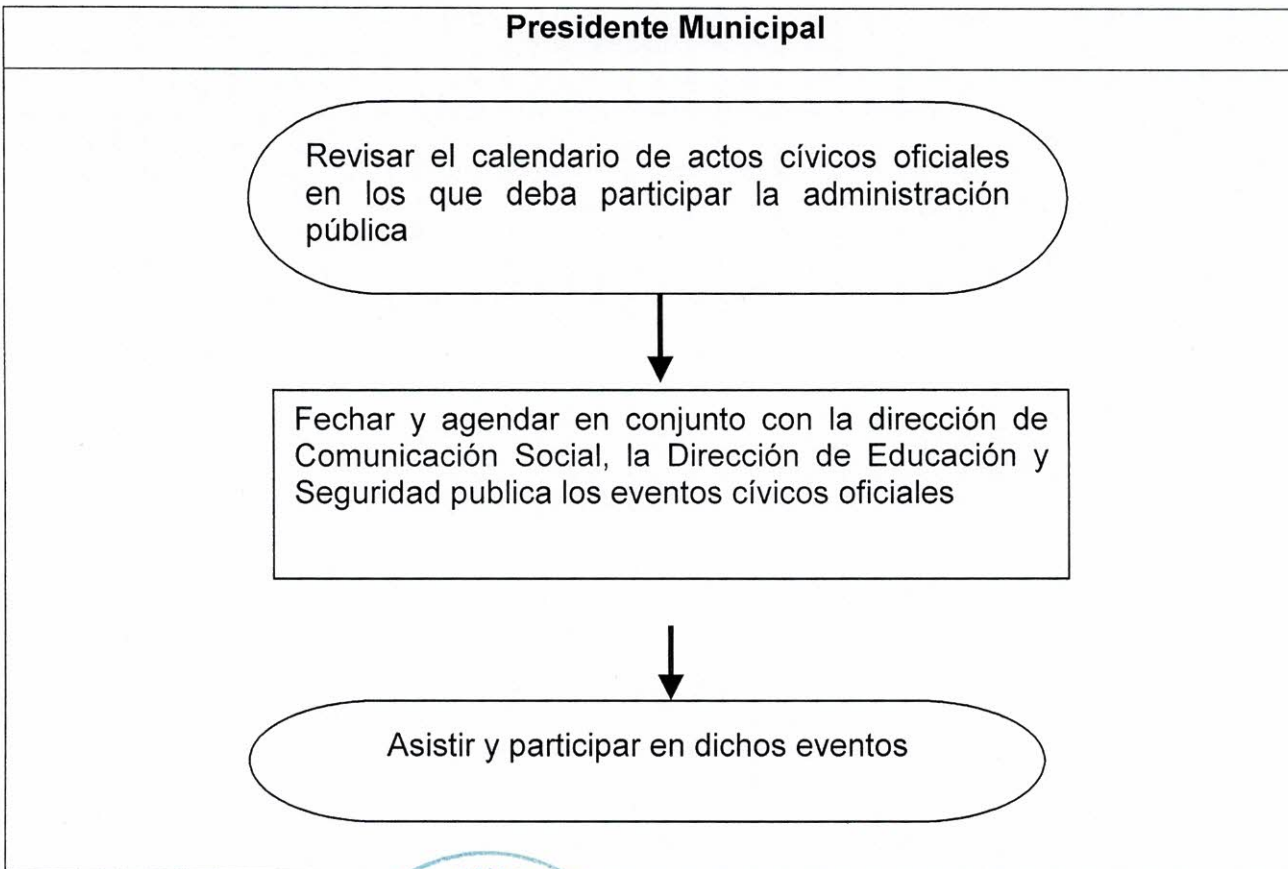 Presidente Municipal
Revisar el calendario de actos cívicos oficiales
en los que deba participar la administración
pública
Fechar y agendar en conjunto con la dirección de
Comunicación Social, la Dirección de Educación y
Seguridad publica los eventos cívicos oficiales
Asistir y participar en dichos eventos